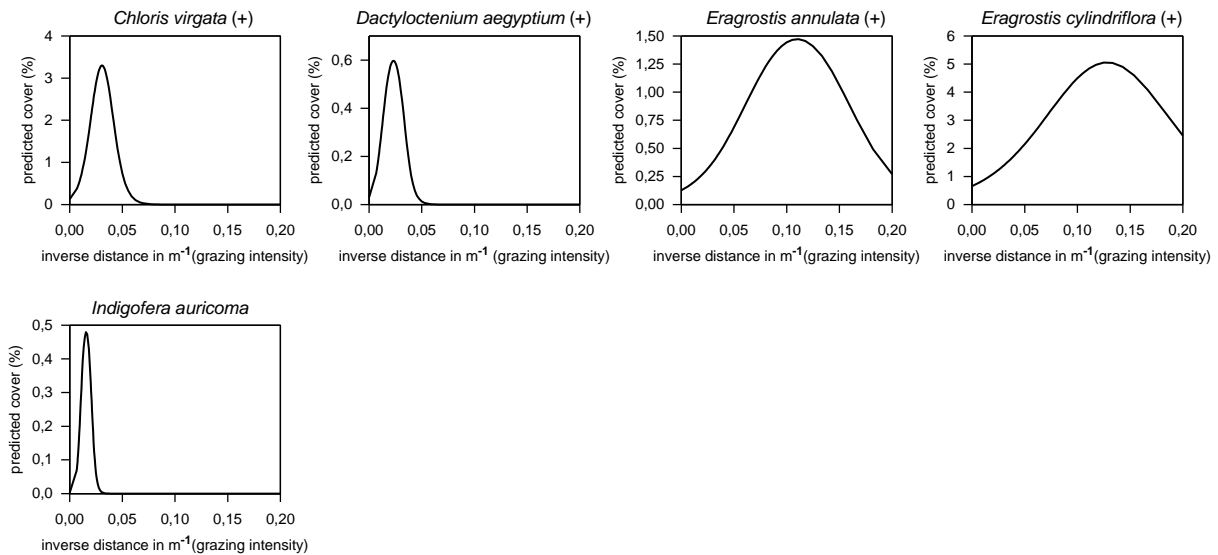 Chloris virgata (+)
4
3
2
1
0
predicted cover (%)
0,00 0,05 0,10 0,15 0,20
inverse distance in m-1(grazing intensity)
Dactyloctenium aegyptium (+)
0,6
0,4
0,2
0,0
predicted cover (%)
0,00 0,05 0,10 0,15 0,20
inverse distance in m-1 (grazing intensity)
Eragrostis annulata (+)
1,50
1,25
1,00
0,75
0,50
0,25
0,00
predicted cover (%)
0,00 0,05 0,10 0,15 0,20
inverse distance in m-1 (grazing intensity)
Eragrostis cylindriflora (+)
6
5
4
3
2
1
0
predicted cover (%)
0,00 0,05 0,10 0,15 0,20
inverse distance in m-1(grazing intensity)
Indigofera auricoma
0,5
0,4
0,3
0,2
0,1
0,0
predicted cover (%)
0,00 0,05 0,10 0,15 0,20
inverse distance in m-1(grazing intensity)